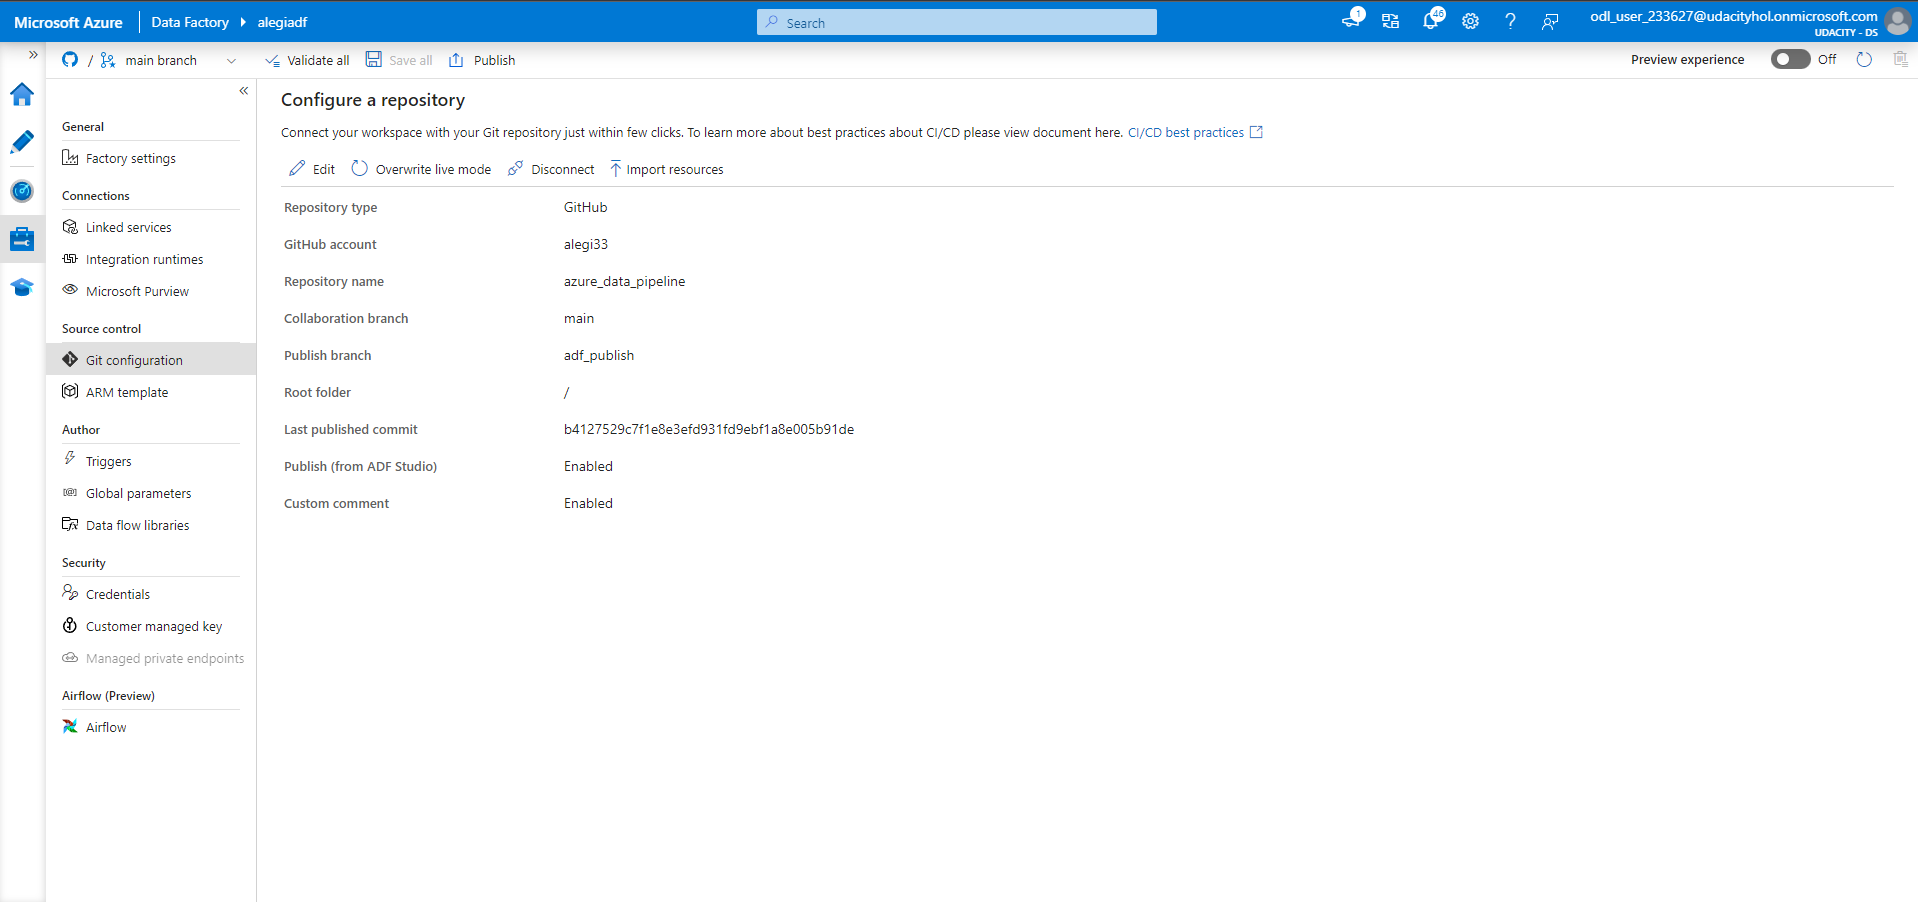 Microsoft Azure Data Factory alegiadf Search 1 46 odl_user_233627@udacityhol.onmicrosoft.com
UDACITY - DS
/ main branch Validate all Save all Publish Preview experience Off
General
Factory settings
Connections
Linked services
Integration runtimes
Microsoft Purview
Source control
Git configuration
ARM template
Author
Triggers
Global parameters
Data flow libraries
Security
Credentials
Customer managed key
Managed private endpoints
Airflow (Preview)
Airflow
Configure a repository
Connect your workspace with your Git repository just within few clicks. To learn more about best practices about CI/CD please view document here. CI/CD best practices
Edit Overwrite live mode Disconnect Import resources
Repository type GitHub
GitHub account alegi33
Repository name azure_data_pipeline
Collaboration branch main
Publish branch adf_publish
Root folder /
Last published commit b4127529c7f1e8e3efd931fd9ebf1a8e005b91de
Publish (from ADF Studio) Enabled
Custom comment Enabled